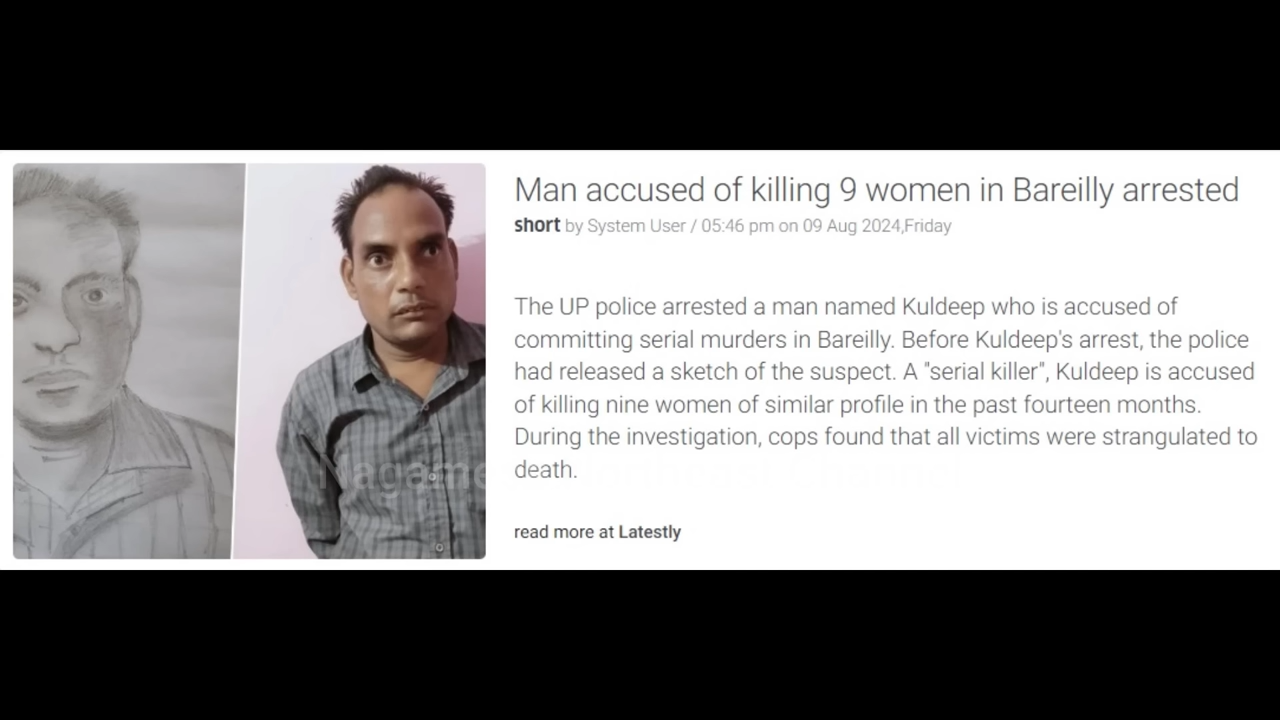 Man accused of killing 9 women in Bareilly arrested
short by System User / 05:46 pm on 09 Aug 2024,Friday
The UP police arrested a man named Kuldeep who is accused of
committing serial murders in Bareilly. Before Kuldeep's arrest, the police
had released a sketch of the suspect. A "serial killer", Kuldeep is accused
of killing nine women of similar profile in the past fourteen months.
During the investigation, cops found that all victims were strangulated to
death.
read more at Latestly